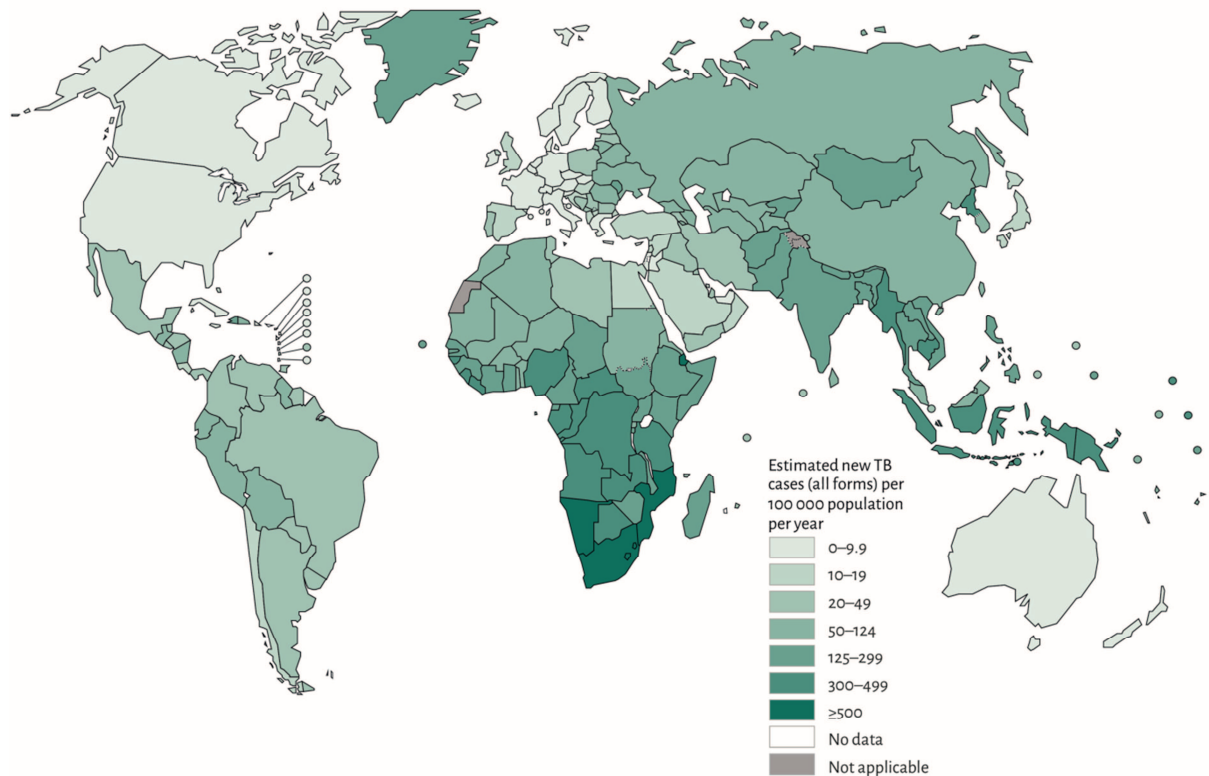 Estimated new TB
cases (all forms) per
100 000 population
per year
0–9.9
10–19
20–49
50–124
125–299
300–499
≥500
No data
Not applicable